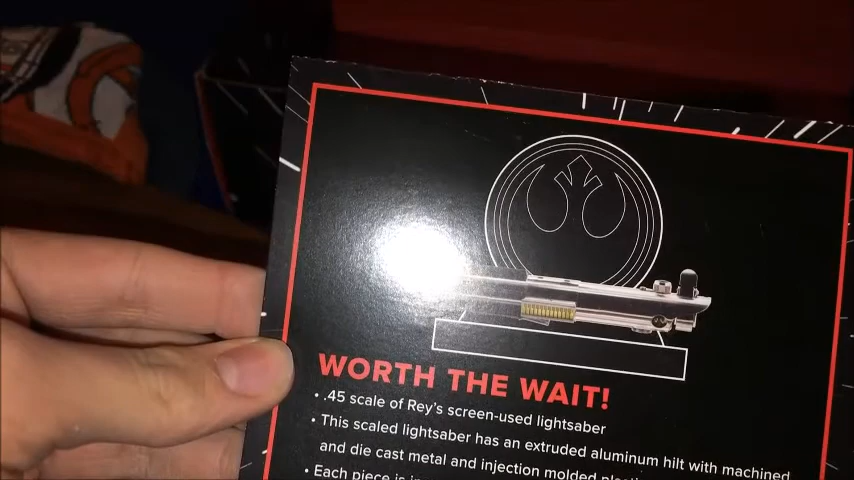 WORTH THE WAIT!
• .45 scale of Rey's screen-used lightsaber
• This scaled lightsaber has an extruded aluminum hilt with machined
and die cast metal and injection molded
• Each piece is